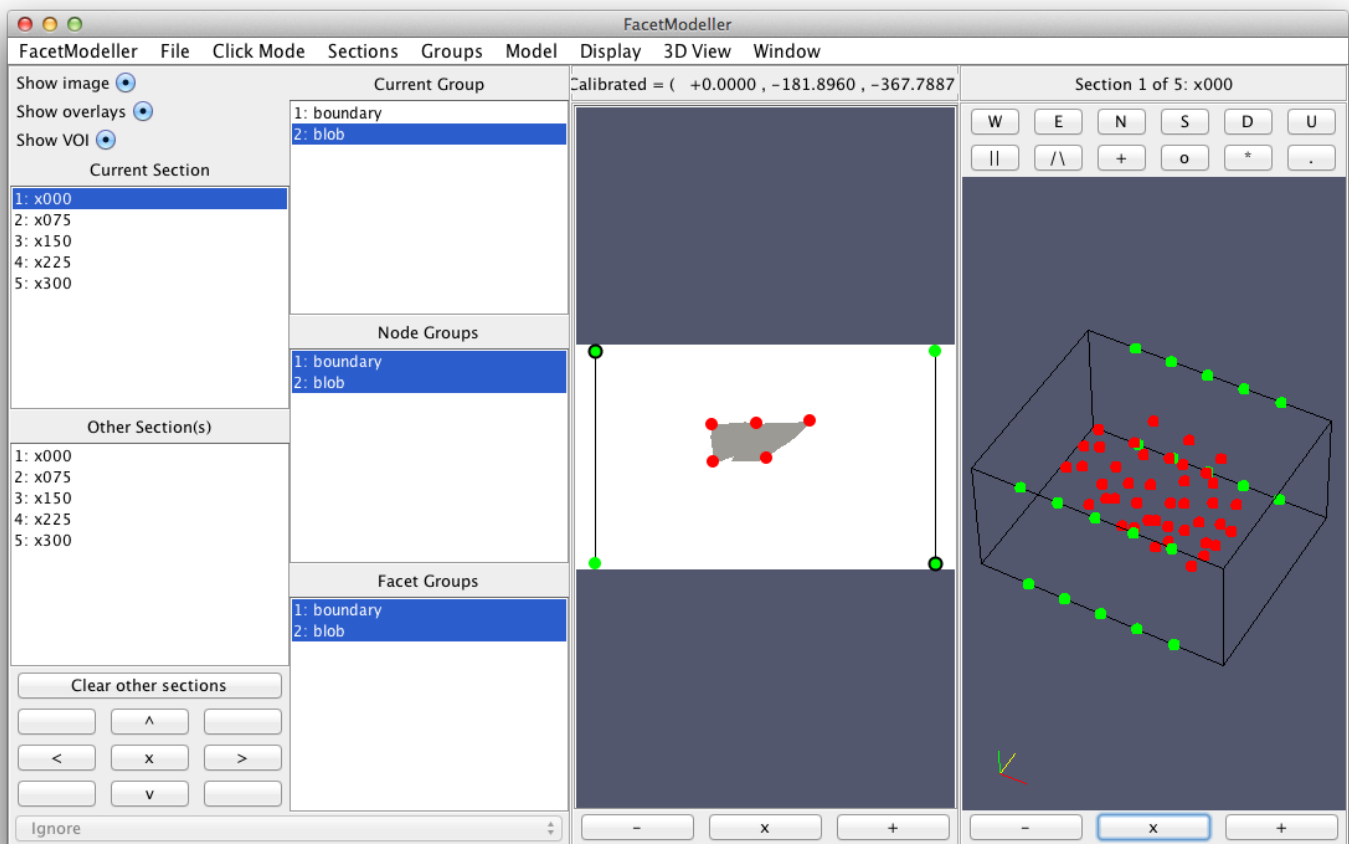 FacetModeller
FacetModeller File Click Mode Sections Groups Model Display 3D View Window
Show image
Show overlays
Show VOI
Current Section
1: x000
2: x075
3: x150
4: x225
5: x300
Other Section(s)
1: x000
2: x075
3: x150
4: x225
5: x300
Clear other sections
^
< x >
v
Ignore
Current Group
1: boundary
2: blob
Node Groups
1: boundary
2: blob
Facet Groups
1: boundary
2: blob
Calibrated = ( +0.0000 , -181.8960 , -367.7887
- x +
Section 1 of 5: x000
W E N S D U
|| /\ + o * .
- x +